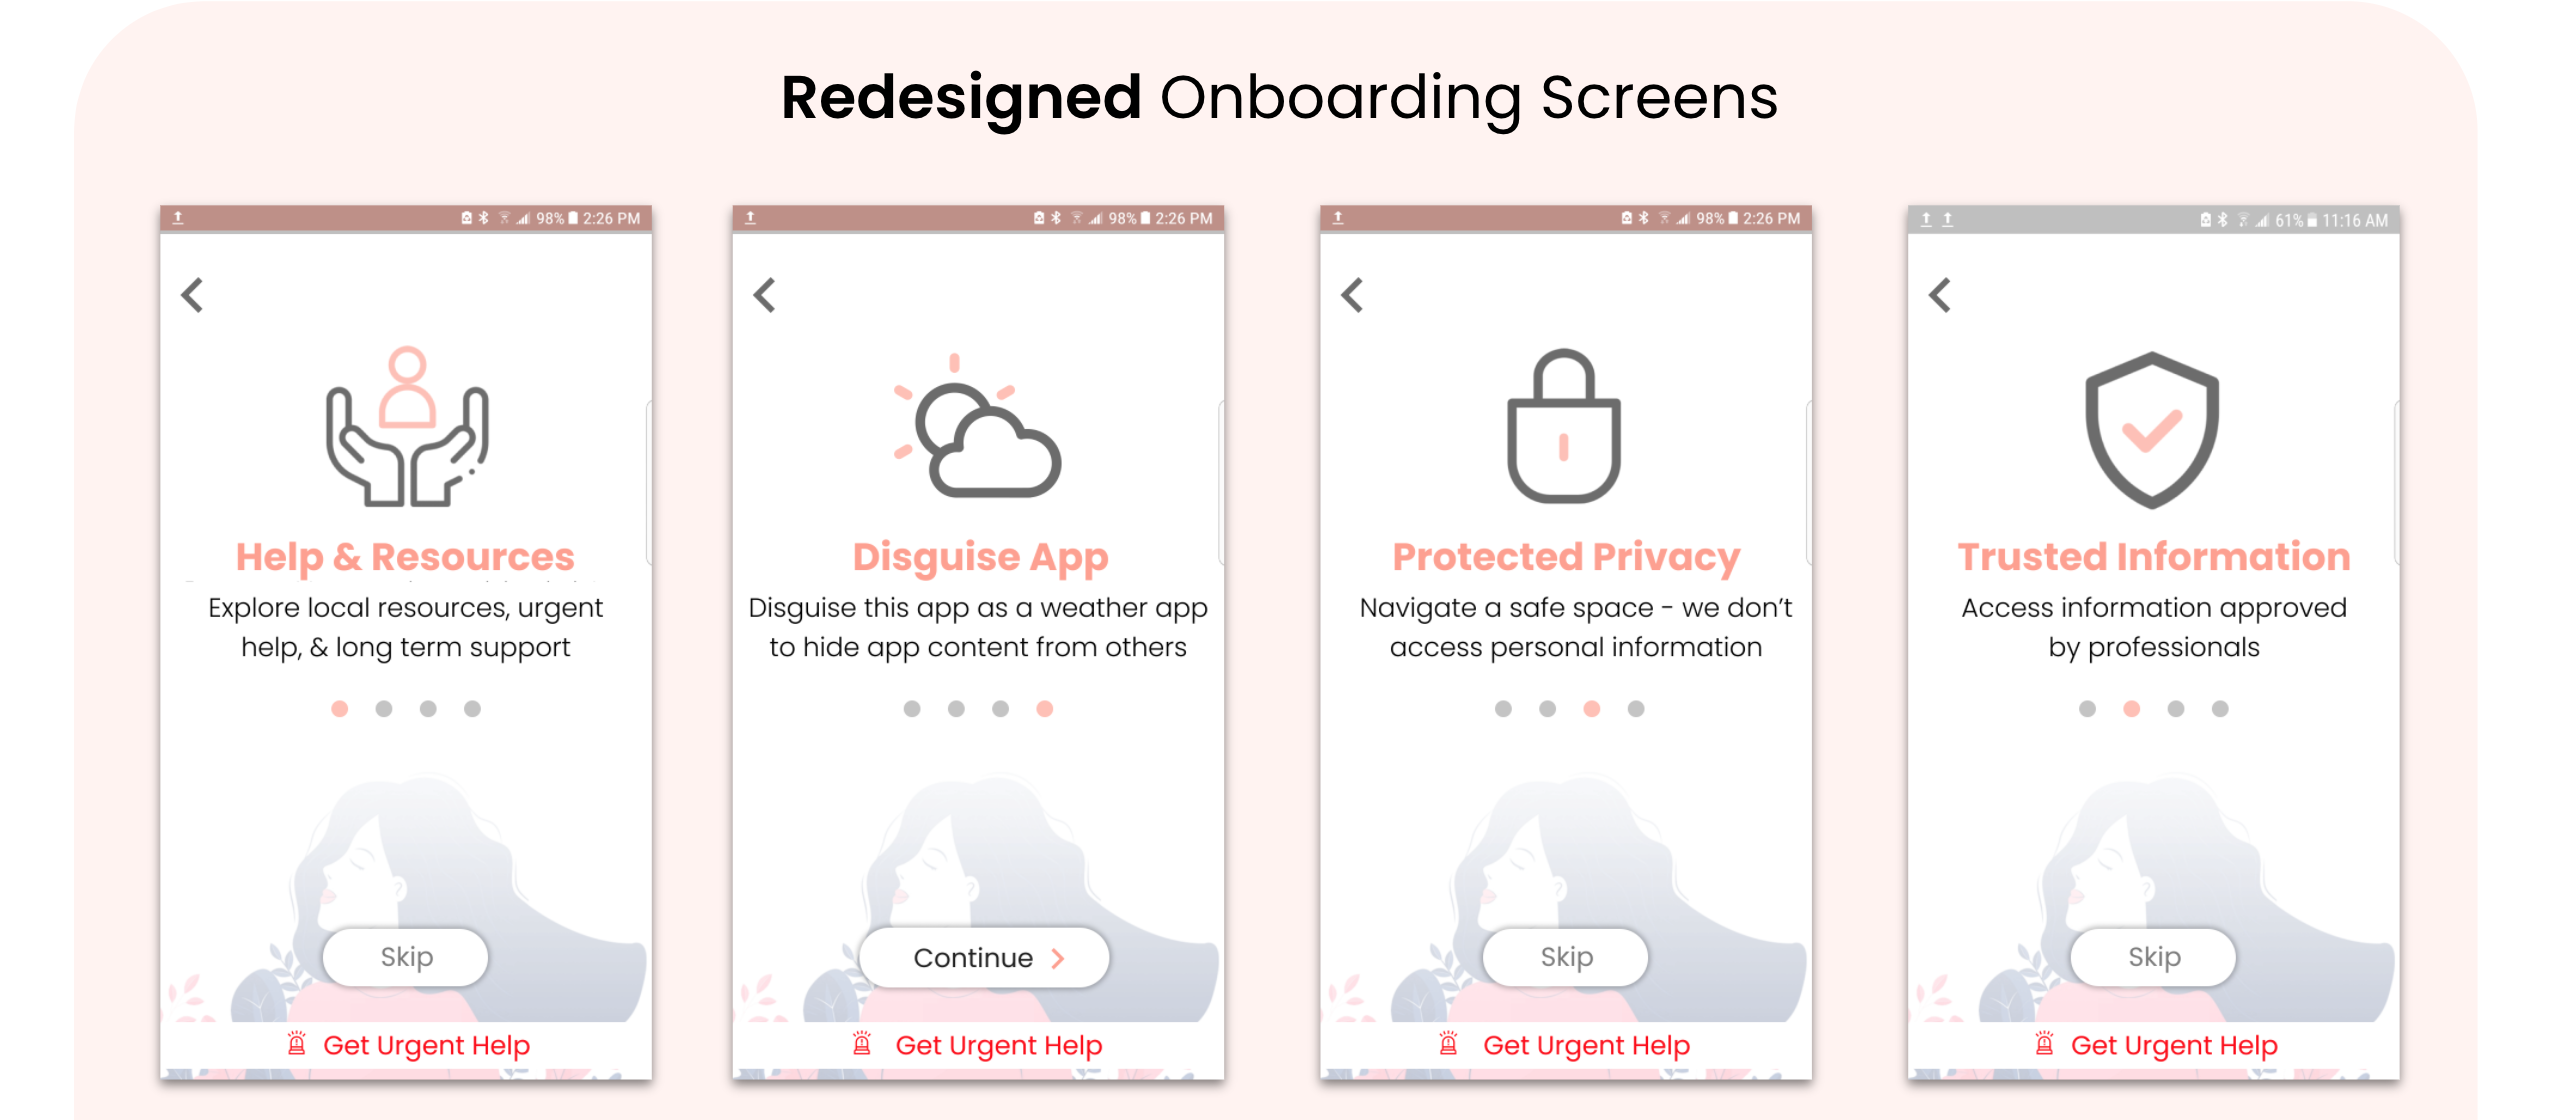 Redesigned Onboarding Screens
98% 2:26 PM
Help & Resources
Explore local resources, urgent
help, & long term support
Skip
Get Urgent Help
98% 2:26 PM
Disguise App
Disguise this app as a weather app
to hide app content from others
Continue
Get Urgent Help
98% 2:26 PM
Protected Privacy
Navigate a safe space - we don't
access personal information
Skip
Get Urgent Help
61% 11:16 AM
Trusted Information
Access information approved
by professionals
Skip
Get Urgent Help